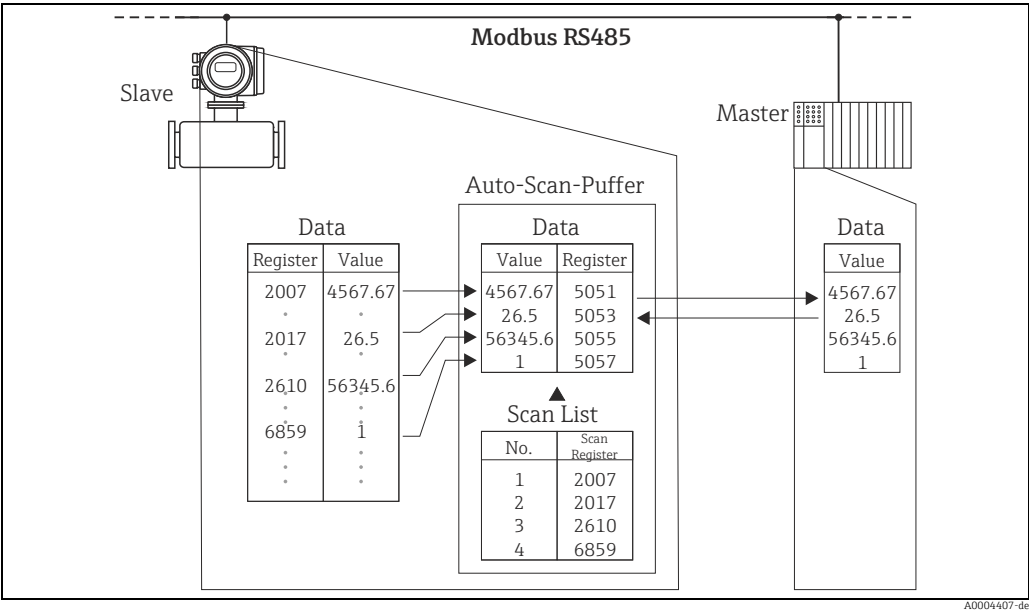 Modbus RS485
Slave
Master
Auto-Scan-Puffer
Data
Register Value
2007 4567.67
2017 26.5
2610 56345.6
6859 1
Data
Value Register
4567.67 5051
26.5 5053
56345.6 5055
1 5057
Scan List
No. Scan
Register
1 2007
2 2017
3 2610
4 6859
Data
Value
4567.67
26.5
56345.6
1
A0004407-de